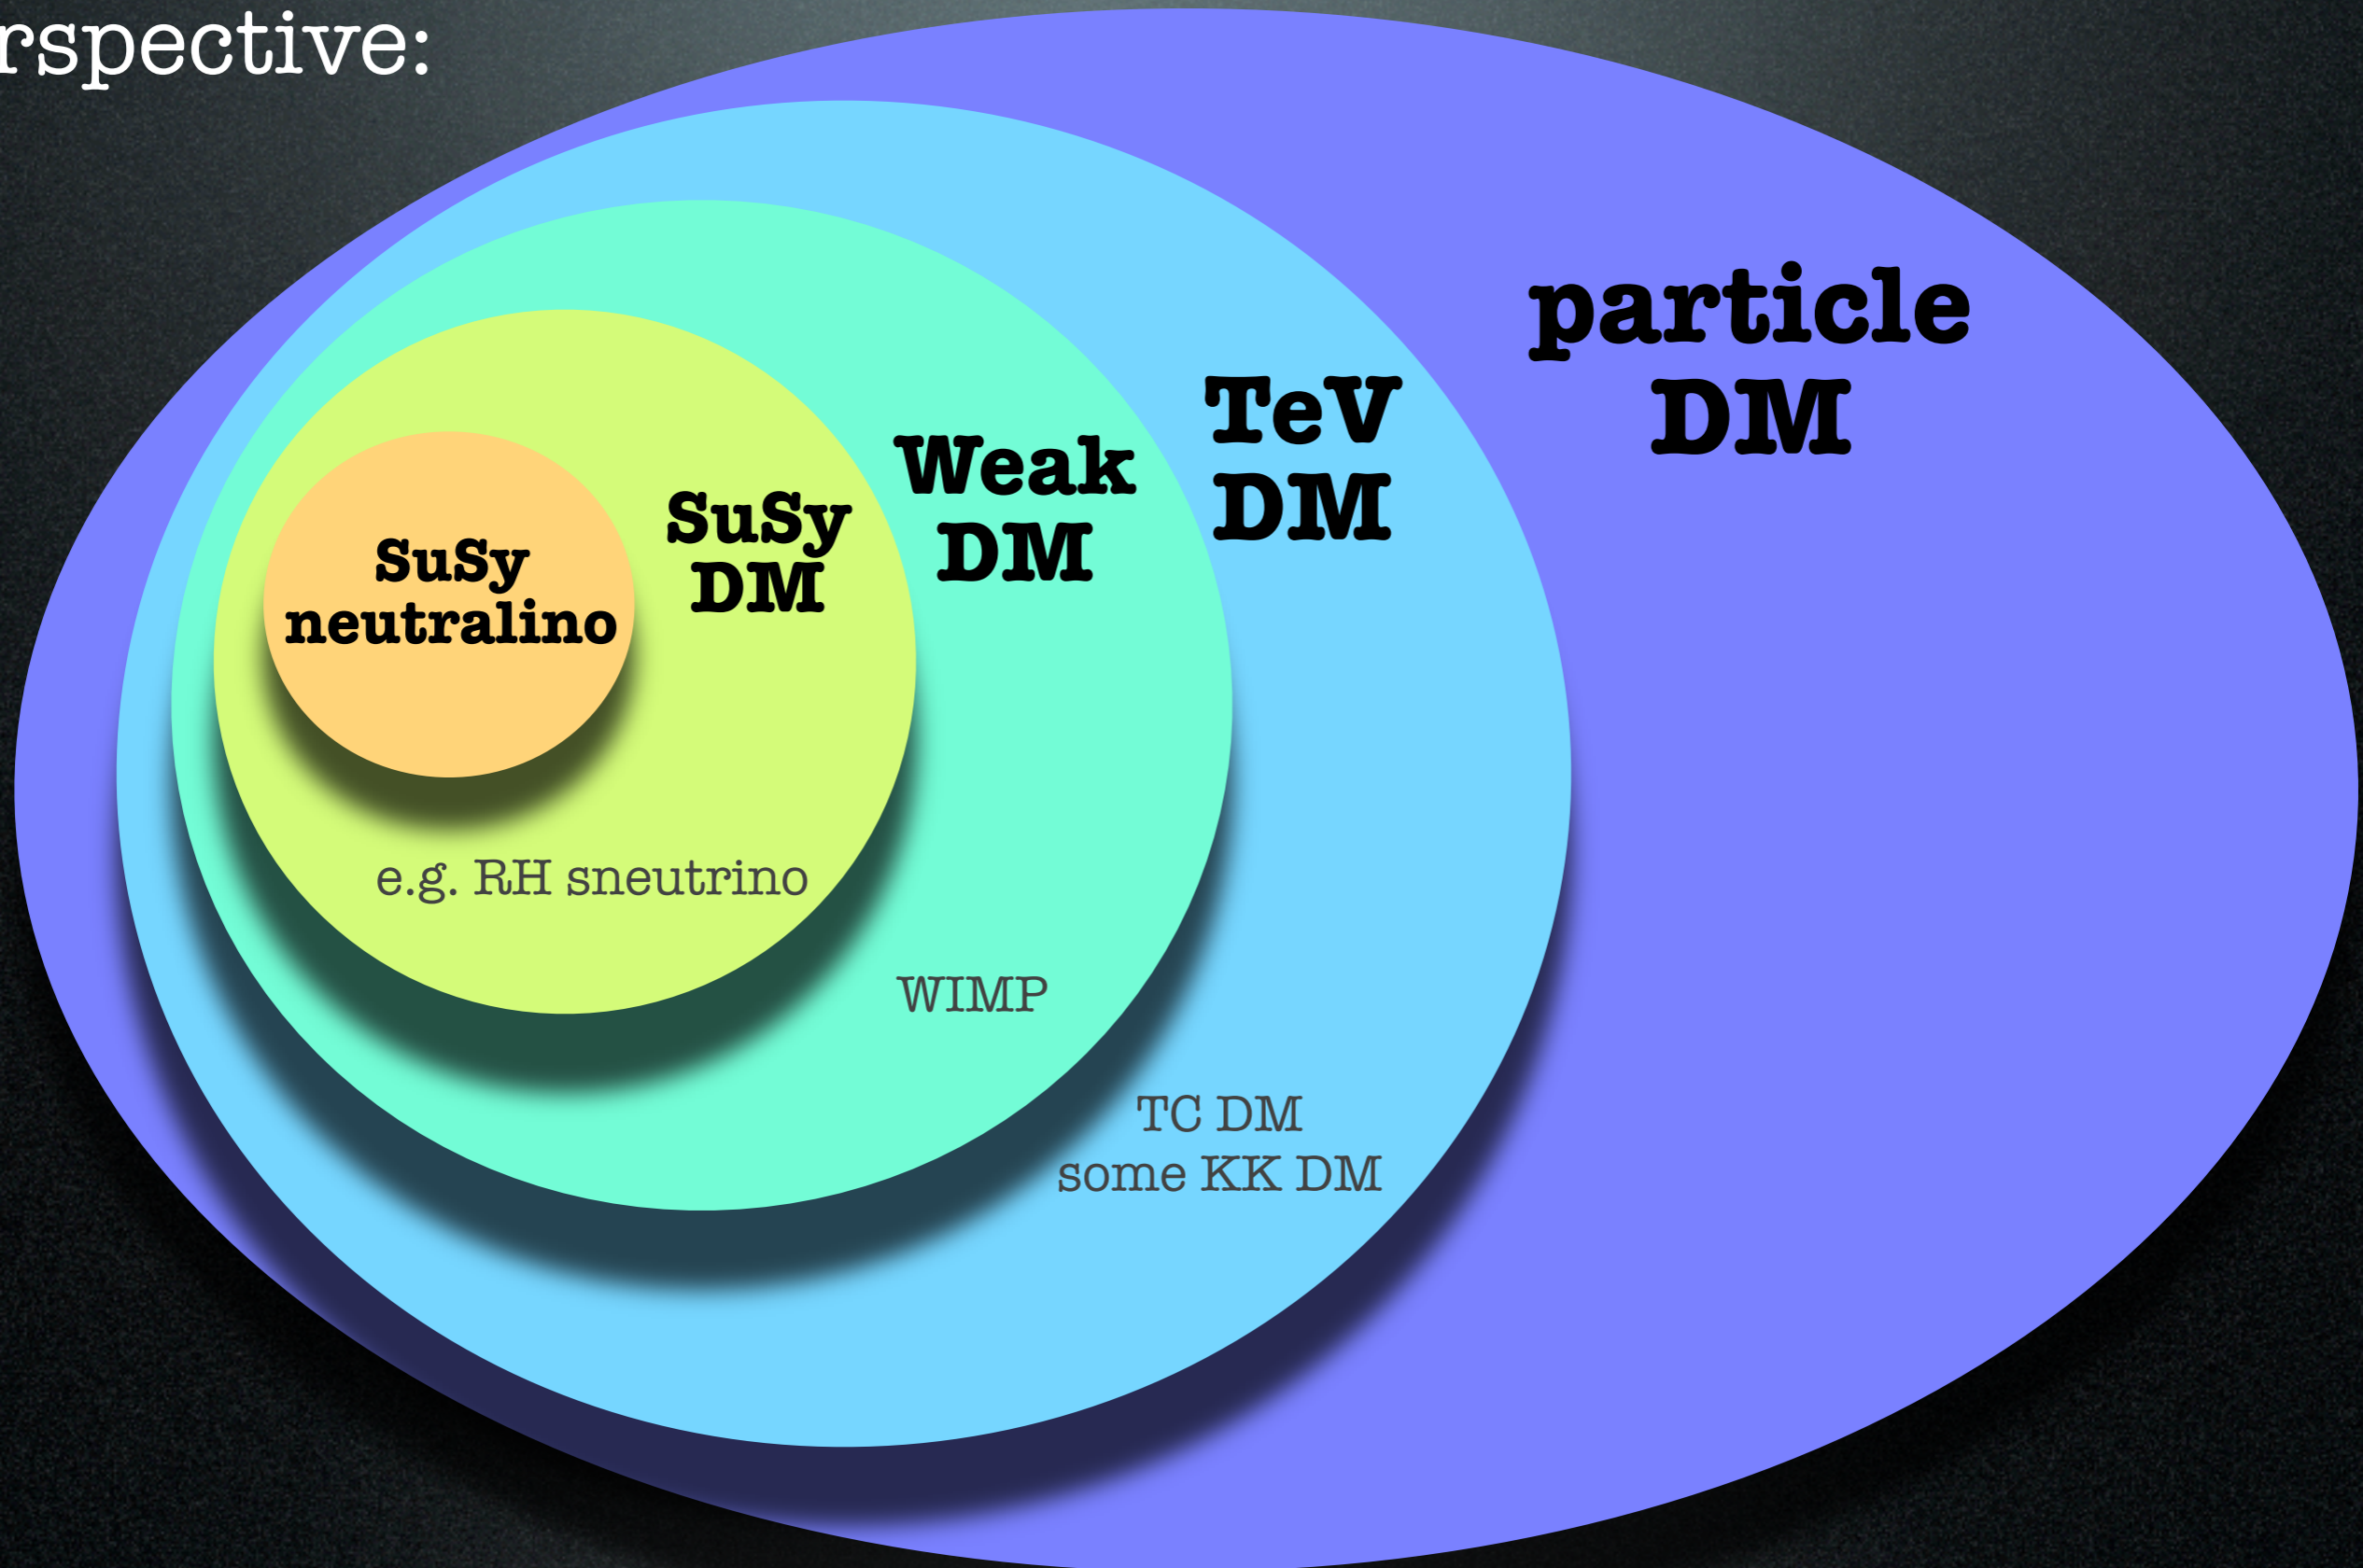 rspective:
particle
DM
TeV
DM
Weak
DM
SuSy
DM
SuSy
neutralino
e.g. RH sneutrino
WIMP
TC DM
some KK DM